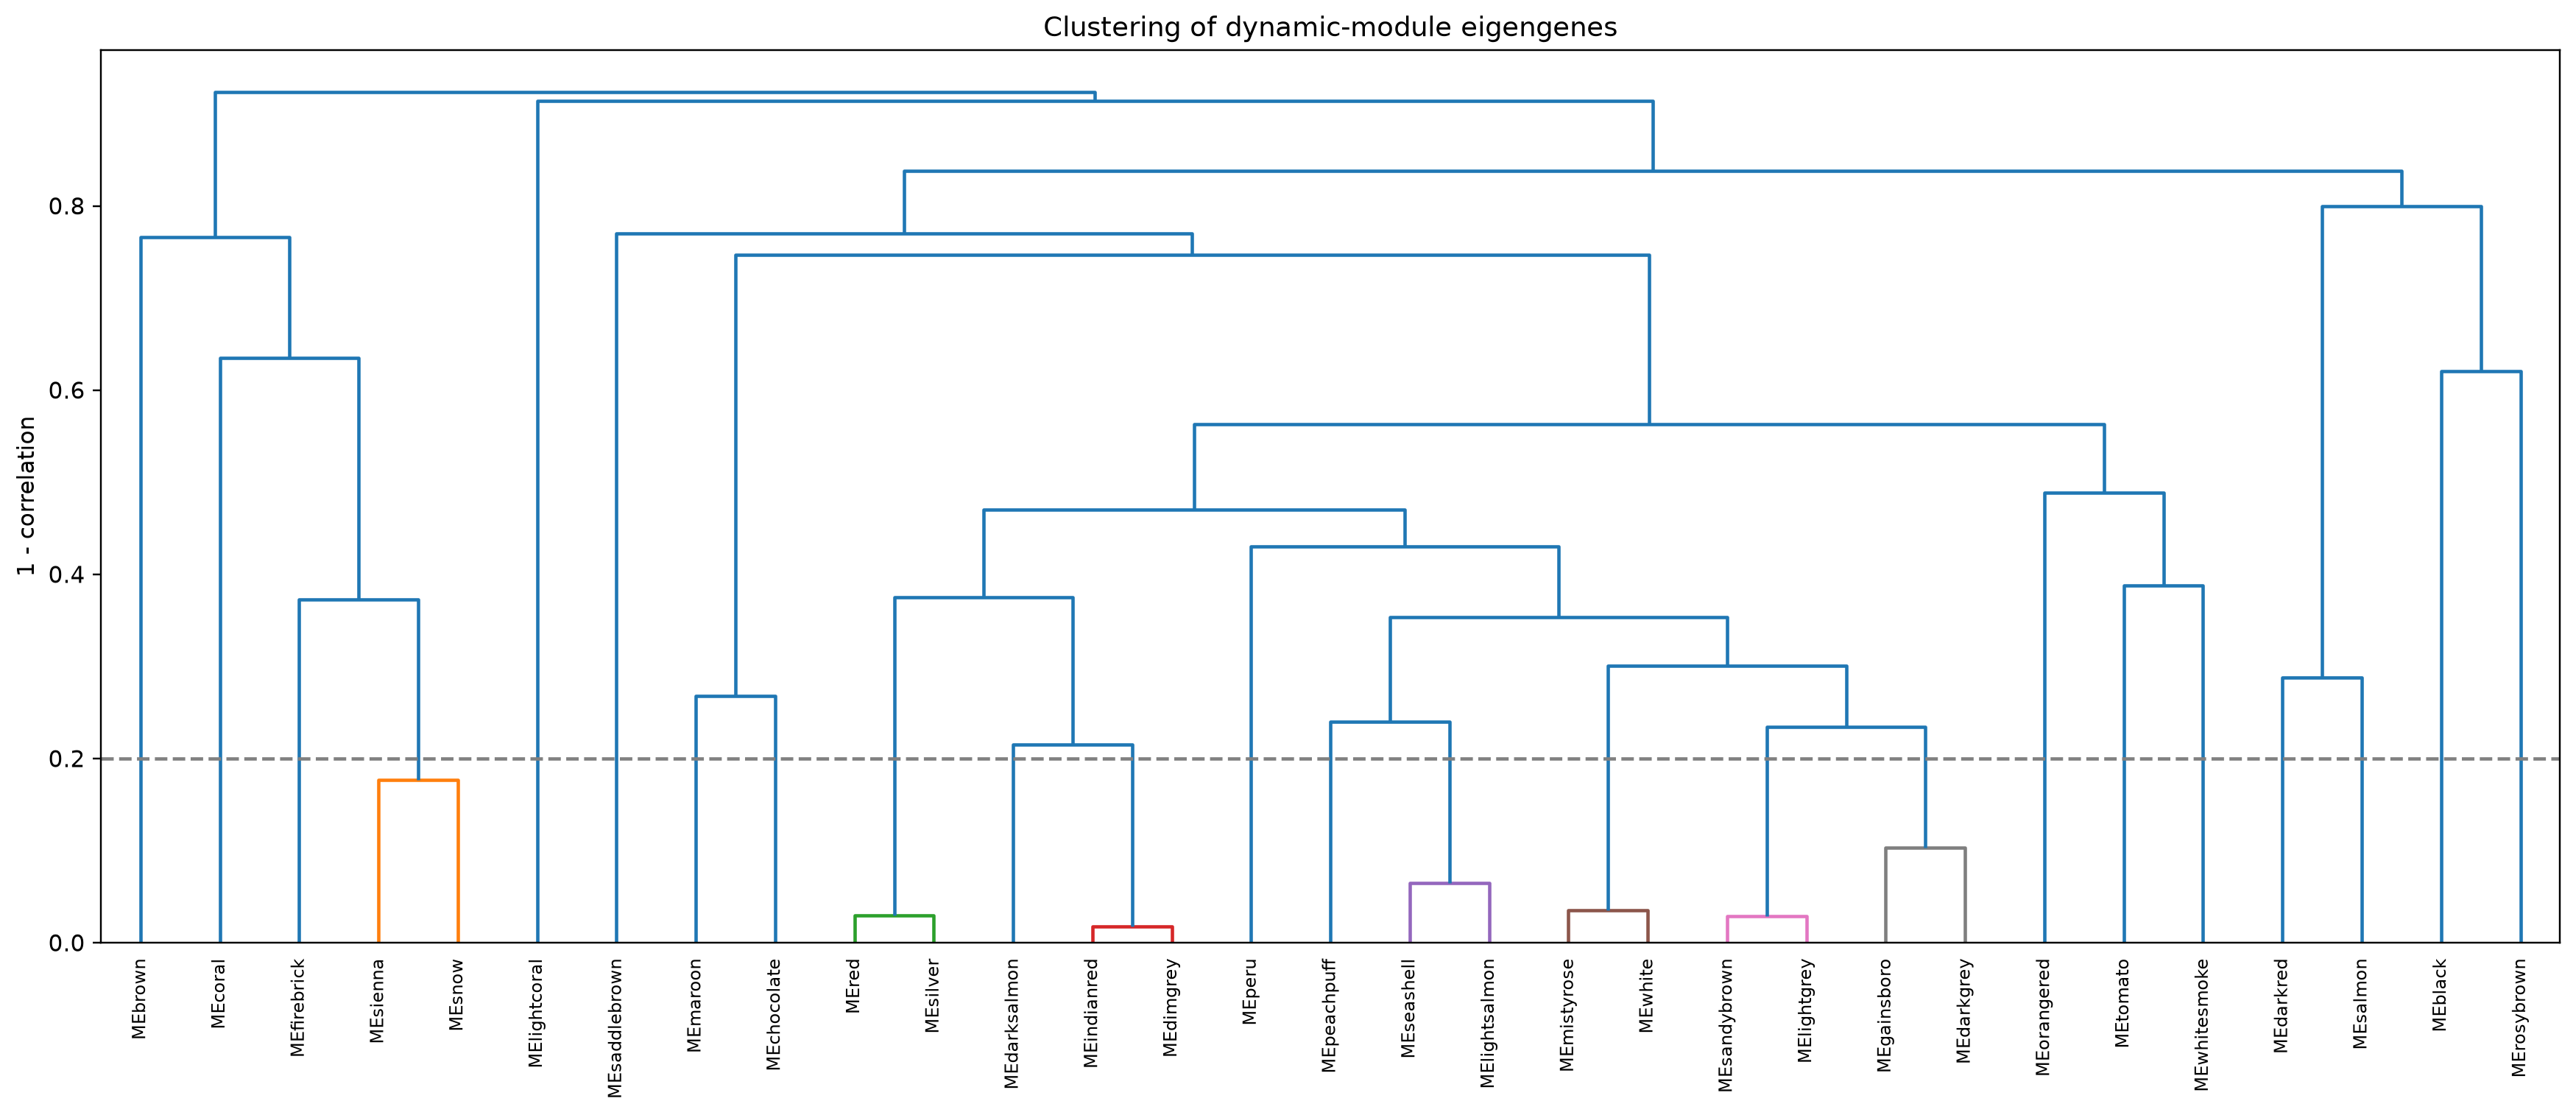 Clustering of dynamic-module eigengenes
1 - correlation
0.8
0.6
0.4
0.2
0.0
MEbrown
MEcoral
MEfirebrick
MEsienna
MEsnow
MElightcoral
MEsaddlebrown
MEmaroon
MEchocolate
MEred
MEsilver
MEdarksalmon
MEindianred
MEdimgrey
MEperu
MEpeachpuff
MEseashell
MElightsalmon
MEmistyrose
MEwhite
MEsandybrown
MElightgrey
MEgainsboro
MEdarkgrey
MEorangered
MEtomato
MEwhitesmoke
MEdarkred
MEsalmon
MEblack
MErosybrown